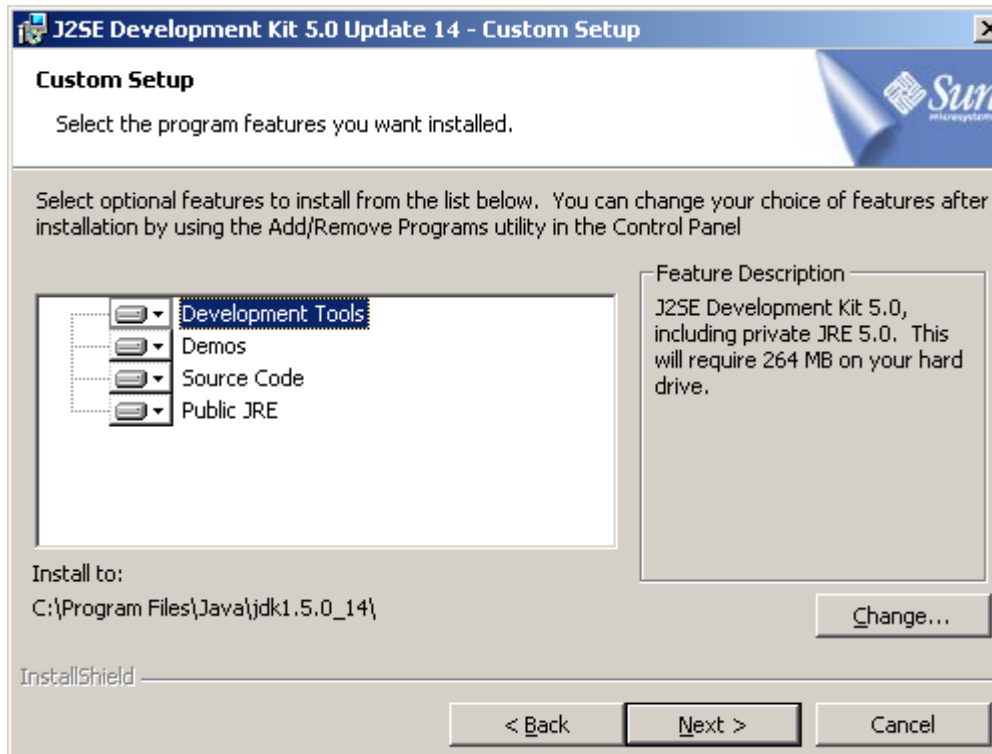 J2SE Development Kit 5.0 Update 14 - Custom Setup
Custom Setup
Select the program features you want installed.
Sun
microsystem
Select optional features to install from the list below.  You can change your choice of features after
installation by using the Add/Remove Programs utility in the Control Panel
Development Tools
Demos
Source Code
Public JRE
Feature Description
J2SE Development Kit 5.0,
including private JRE 5.0.  This
will require 264 MB on your hard
drive.
Install to:
C:\Program Files\Java\jdk1.5.0_14\
Change...
InstallShield
< Back
Next >
Cancel